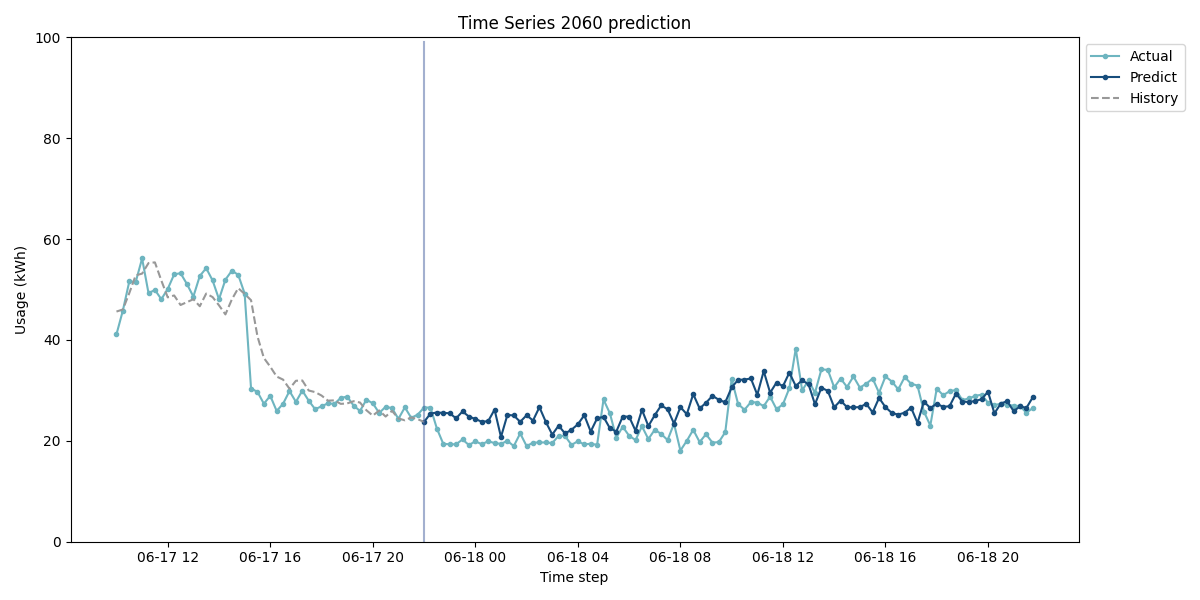 Time Series 2060 prediction
100
80
60
40
20
0
Usage (kWh)
06-17 12
06-17 16
06-17 20
06-18 00
06-18 04
06-18 08
06-18 12
06-18 16
06-18 20
Time step
Actual
Predict
History